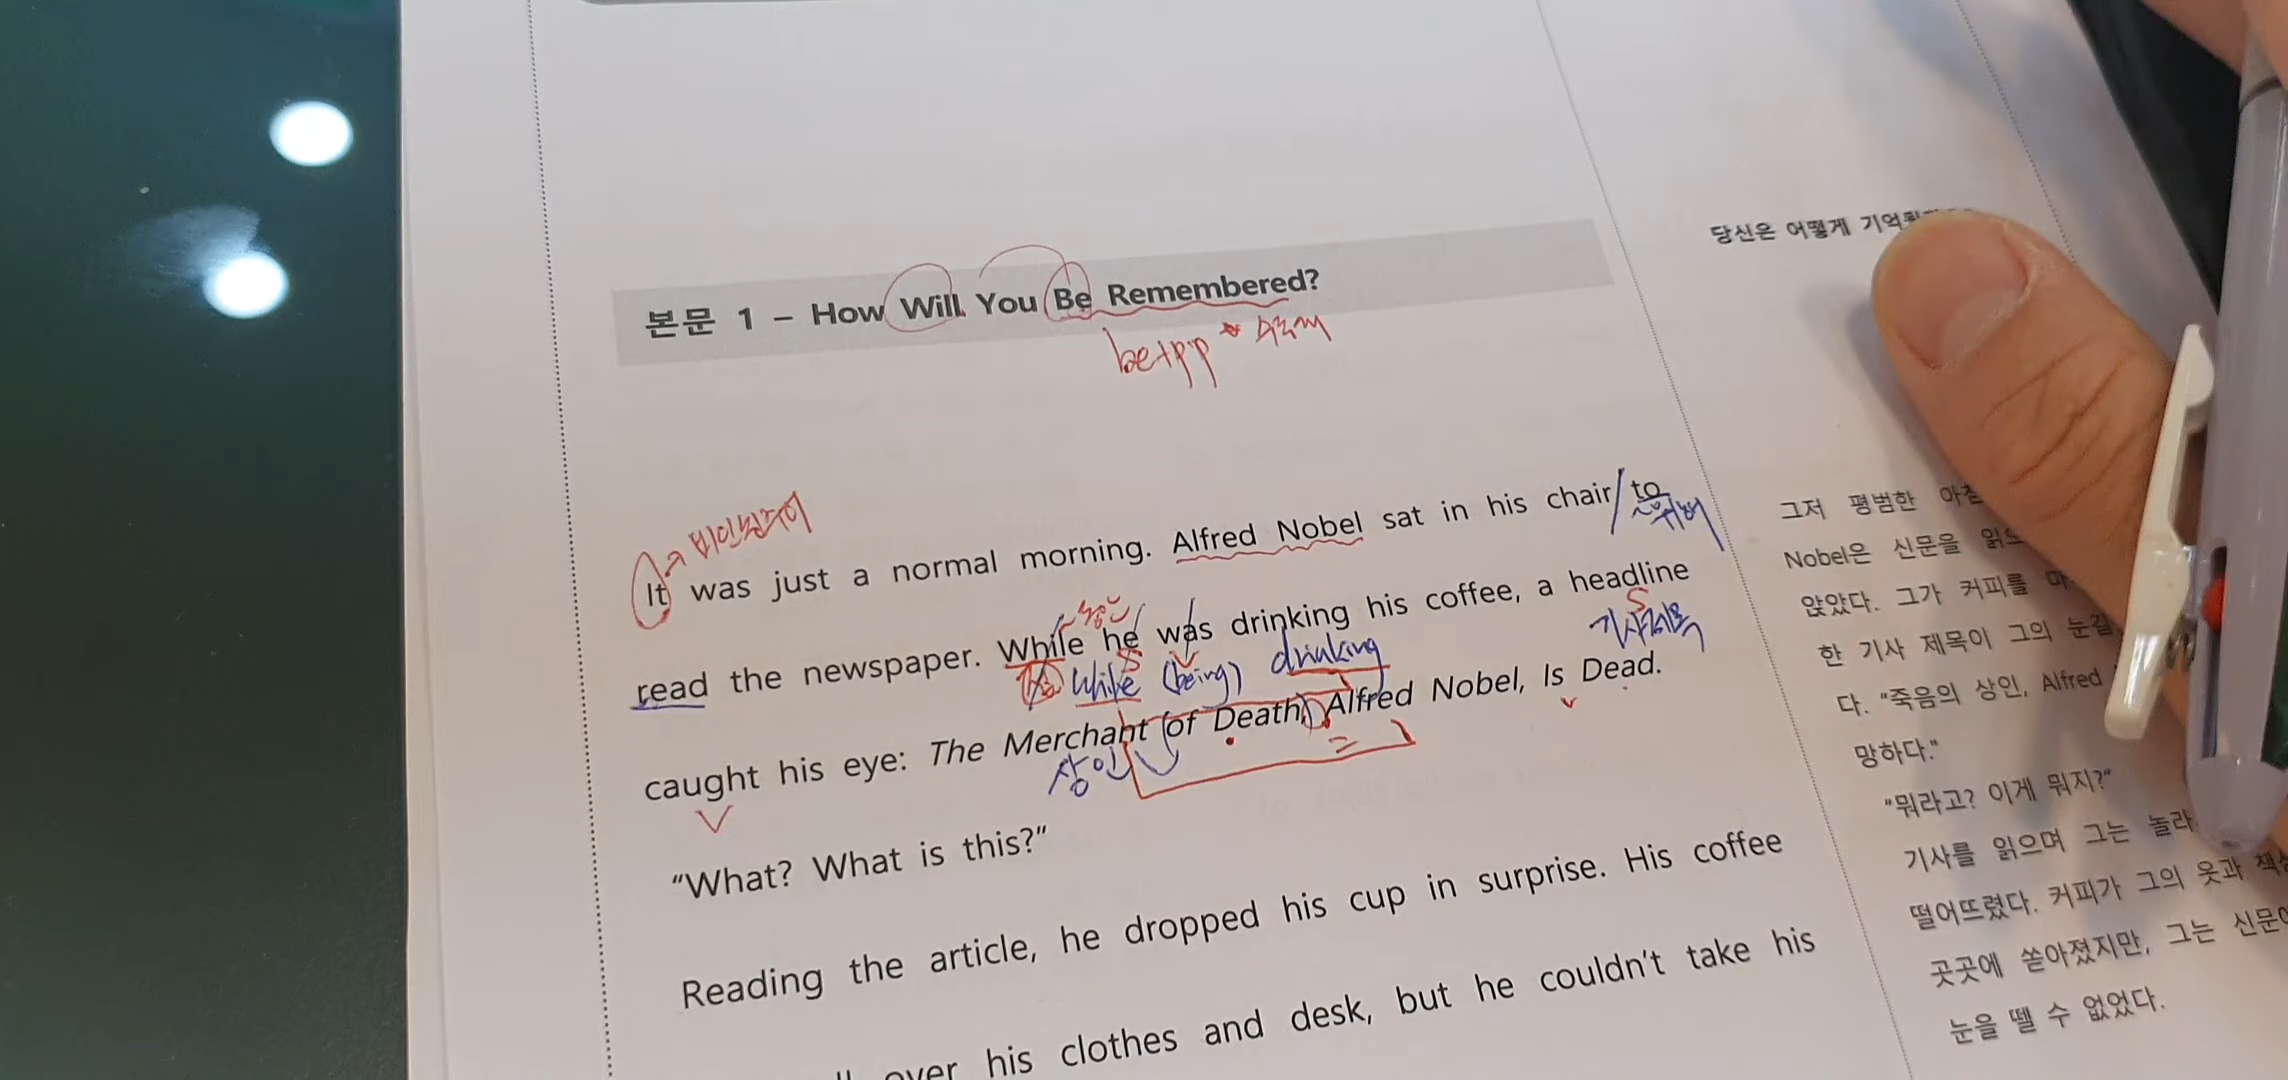 본문 1 – How Will You Be Remembered?
be+pp
비인칭주어
It was just a normal morning. Alfred Nobel sat in his chair to
위해
read the newspaper. While he was drinking his coffee, a headline
S
S V
기사제목
while (being) drinking
caught his eye: The Merchant of Death, Alfred Nobel, Is Dead.
V
상인
=
V
"What? What is this?"
Reading the article, he dropped his cup in surprise. His coffee
over his clothes and desk, but he couldn't take his
당신은 어떻게
그저 평범한
Nobel은 신문을
앉았다. 그가 커피를
한 기사 제목이 그의 눈길
다. "죽음의 상인, Alfred
망하다."
"뭐라고? 이게 뭐지?"
기사를 읽으며 그는 놀라
떨어뜨렸다. 커피가 그의 옷과
곳곳에 쏟아졌지만, 그는 신문에
눈을 뗄 수 없었다.